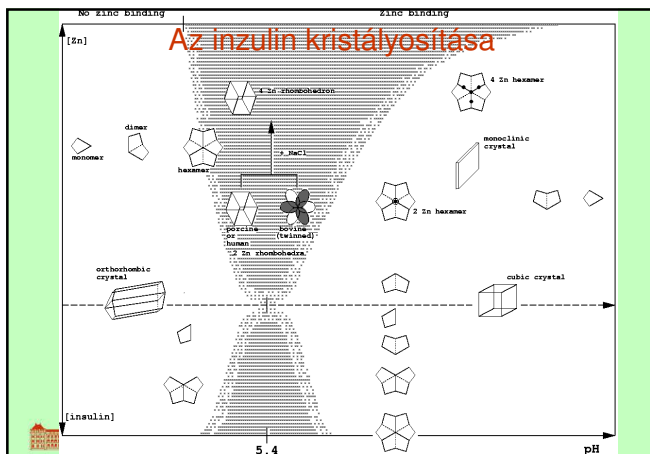 No zinc binding
Zinc binding
Az inzulin kristályosítása
[Zn]
4 Zn rhombohedron
4 Zn hexamer
dimer
monomer
hexamer
+ NaCl
monoclinic
crystal
2 Zn hexamer
porcine
or
human
bovine
(twinned)
2 Zn rhombohedra
orthorhombic
crystal
cubic crystal
[insulin]
5.4
pH